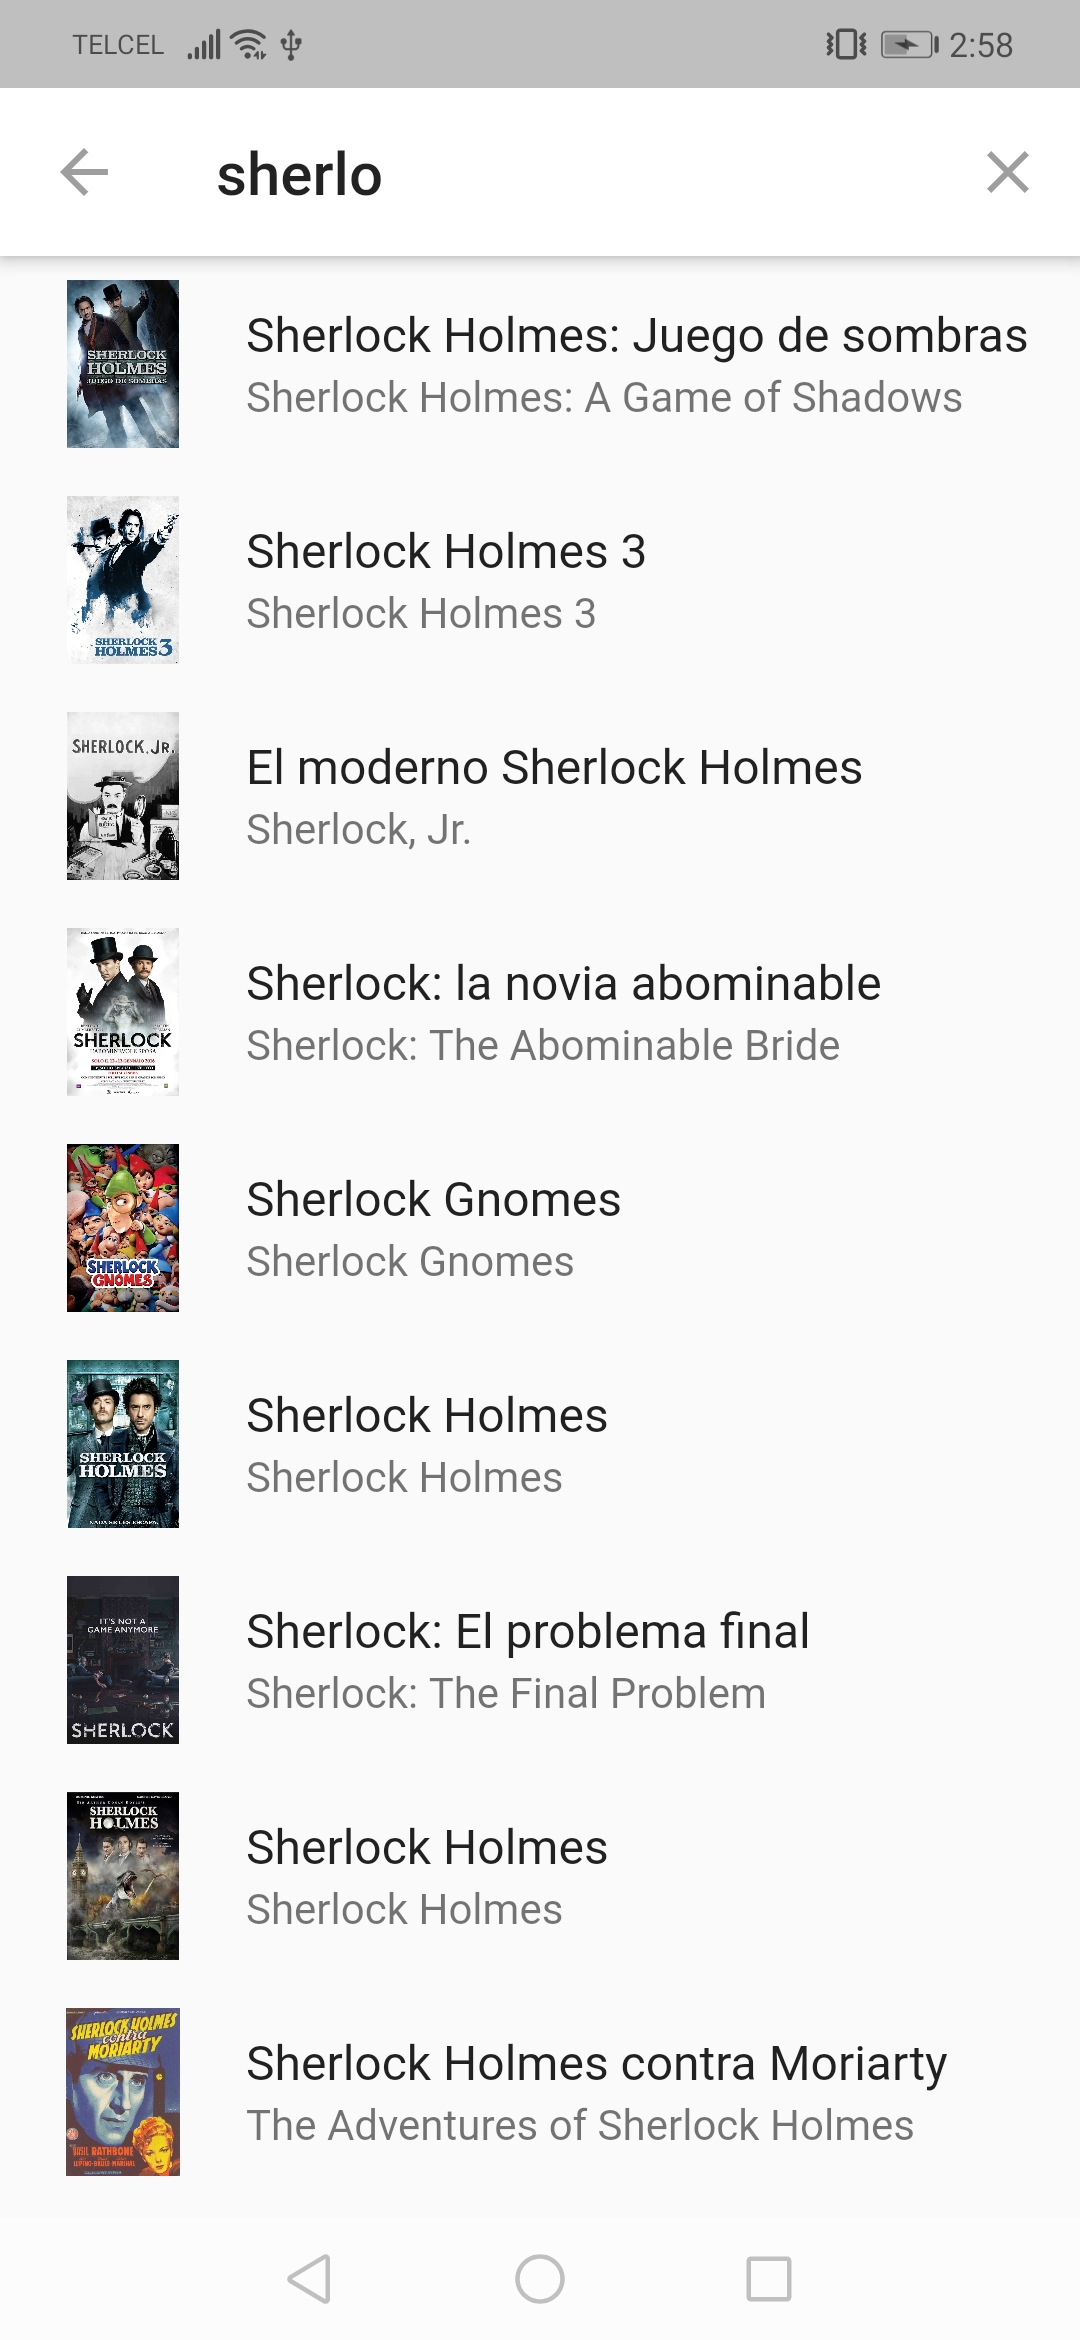 TELCEL 2:58
sherlo
SHERLOCK
HOLMES
JUEGO DE SOMBRAS
Sherlock Holmes: Juego de sombras
Sherlock Holmes: A Game of Shadows
SHERLOCK
HOLMES 3
Sherlock Holmes 3
Sherlock Holmes 3
SHERLOCK, JR.
El moderno Sherlock Holmes
Sherlock, Jr.
SHERLOCK
Sherlock: la novia abominable
Sherlock: The Abominable Bride
SHERLOCK
GNOMES
Sherlock Gnomes
Sherlock Gnomes
SHERLOCK
HOLMES
NADA SE LES ESCAPA
Sherlock Holmes
Sherlock Holmes
IT'S NOT A
GAME ANYMORE
SHERLOCK
Sherlock: El problema final
Sherlock: The Final Problem
SHERLOCK
HOLMES
Sherlock Holmes
Sherlock Holmes
SHERLOCK HOLMES
contra
MORIARTY
BASIL RATHBONE
Sherlock Holmes contra Moriarty
The Adventures of Sherlock Holmes